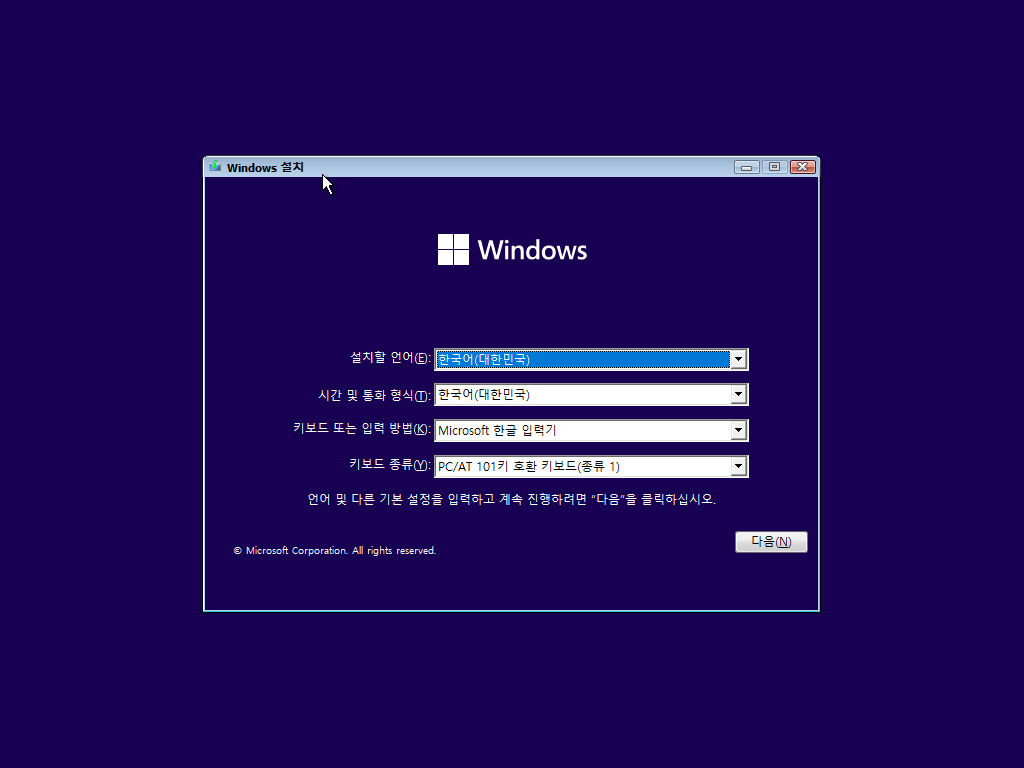 Windows 설치
Windows
설치할 언어(E): 한국어(대한민국)
시간 및 통화 형식(T): 한국어(대한민국)
키보드 또는 입력 방법(K): Microsoft 한글 입력기
키보드 종류(Y): PC/AT 101키 호환 키보드(종류 1)
언어 및 다른 기본 설정을 입력하고 계속 진행하려면 "다음"을 클릭하십시오.
다음(N)
© Microsoft Corporation. All rights reserved.